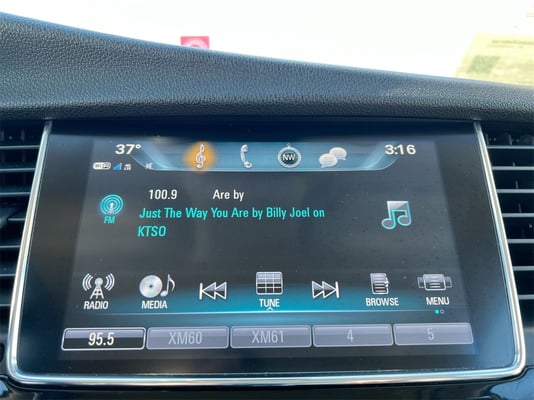 37° 3:16
NW
100.9 Are by
Just The Way You Are by Billy Joel on
KTSO
FM
RADIO MEDIA TUNE BROWSE MENU
95.5 XM60 XM61 4 5